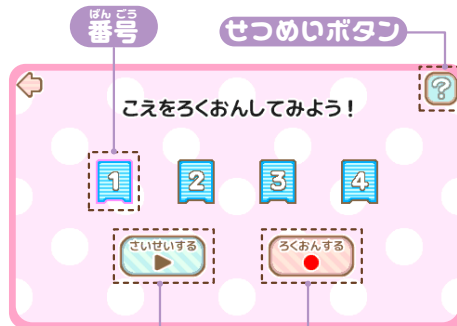 ばんごう
番号
せつめいボタン
?
こえをろくおんしてみよう!
1 2 3 4
さいせいする
ろくおんする